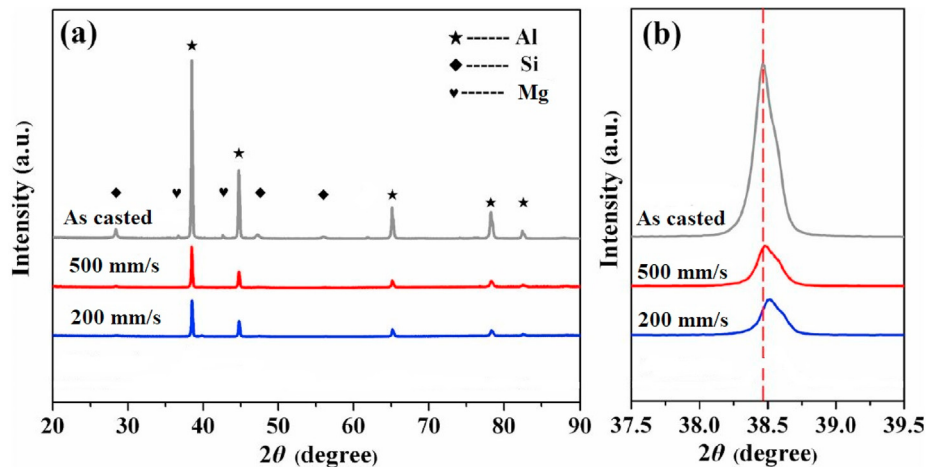 (a)
★ ------ Al
◆ ------ Si
♥ ------ Mg
As casted
500 mm/s
200 mm/s
Intensity (a.u.)
20 30 40 50 60 70 80 90
2θ (degree)
(b)
As casted
500 mm/s
200 mm/s
Intensity (a.u.)
37.5 38.0 38.5 39.0 39.5
2θ (degree)